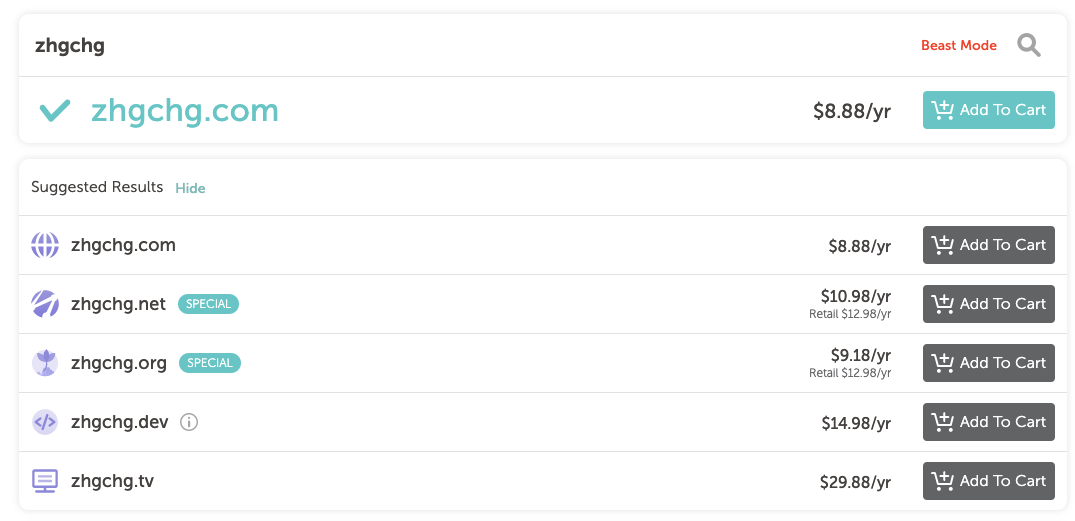 zhgchg Beast Mode
zhgchg.com $8.88/yr Add To Cart
Suggested Results Hide
zhgchg.com $8.88/yr Add To Cart
zhgchg.net SPECIAL $10.98/yr Add To Cart
Retail $12.98/yr
zhgchg.org SPECIAL $9.18/yr Add To Cart
Retail $12.98/yr
zhgchg.dev $14.98/yr Add To Cart
zhgchg.tv $29.88/yr Add To Cart